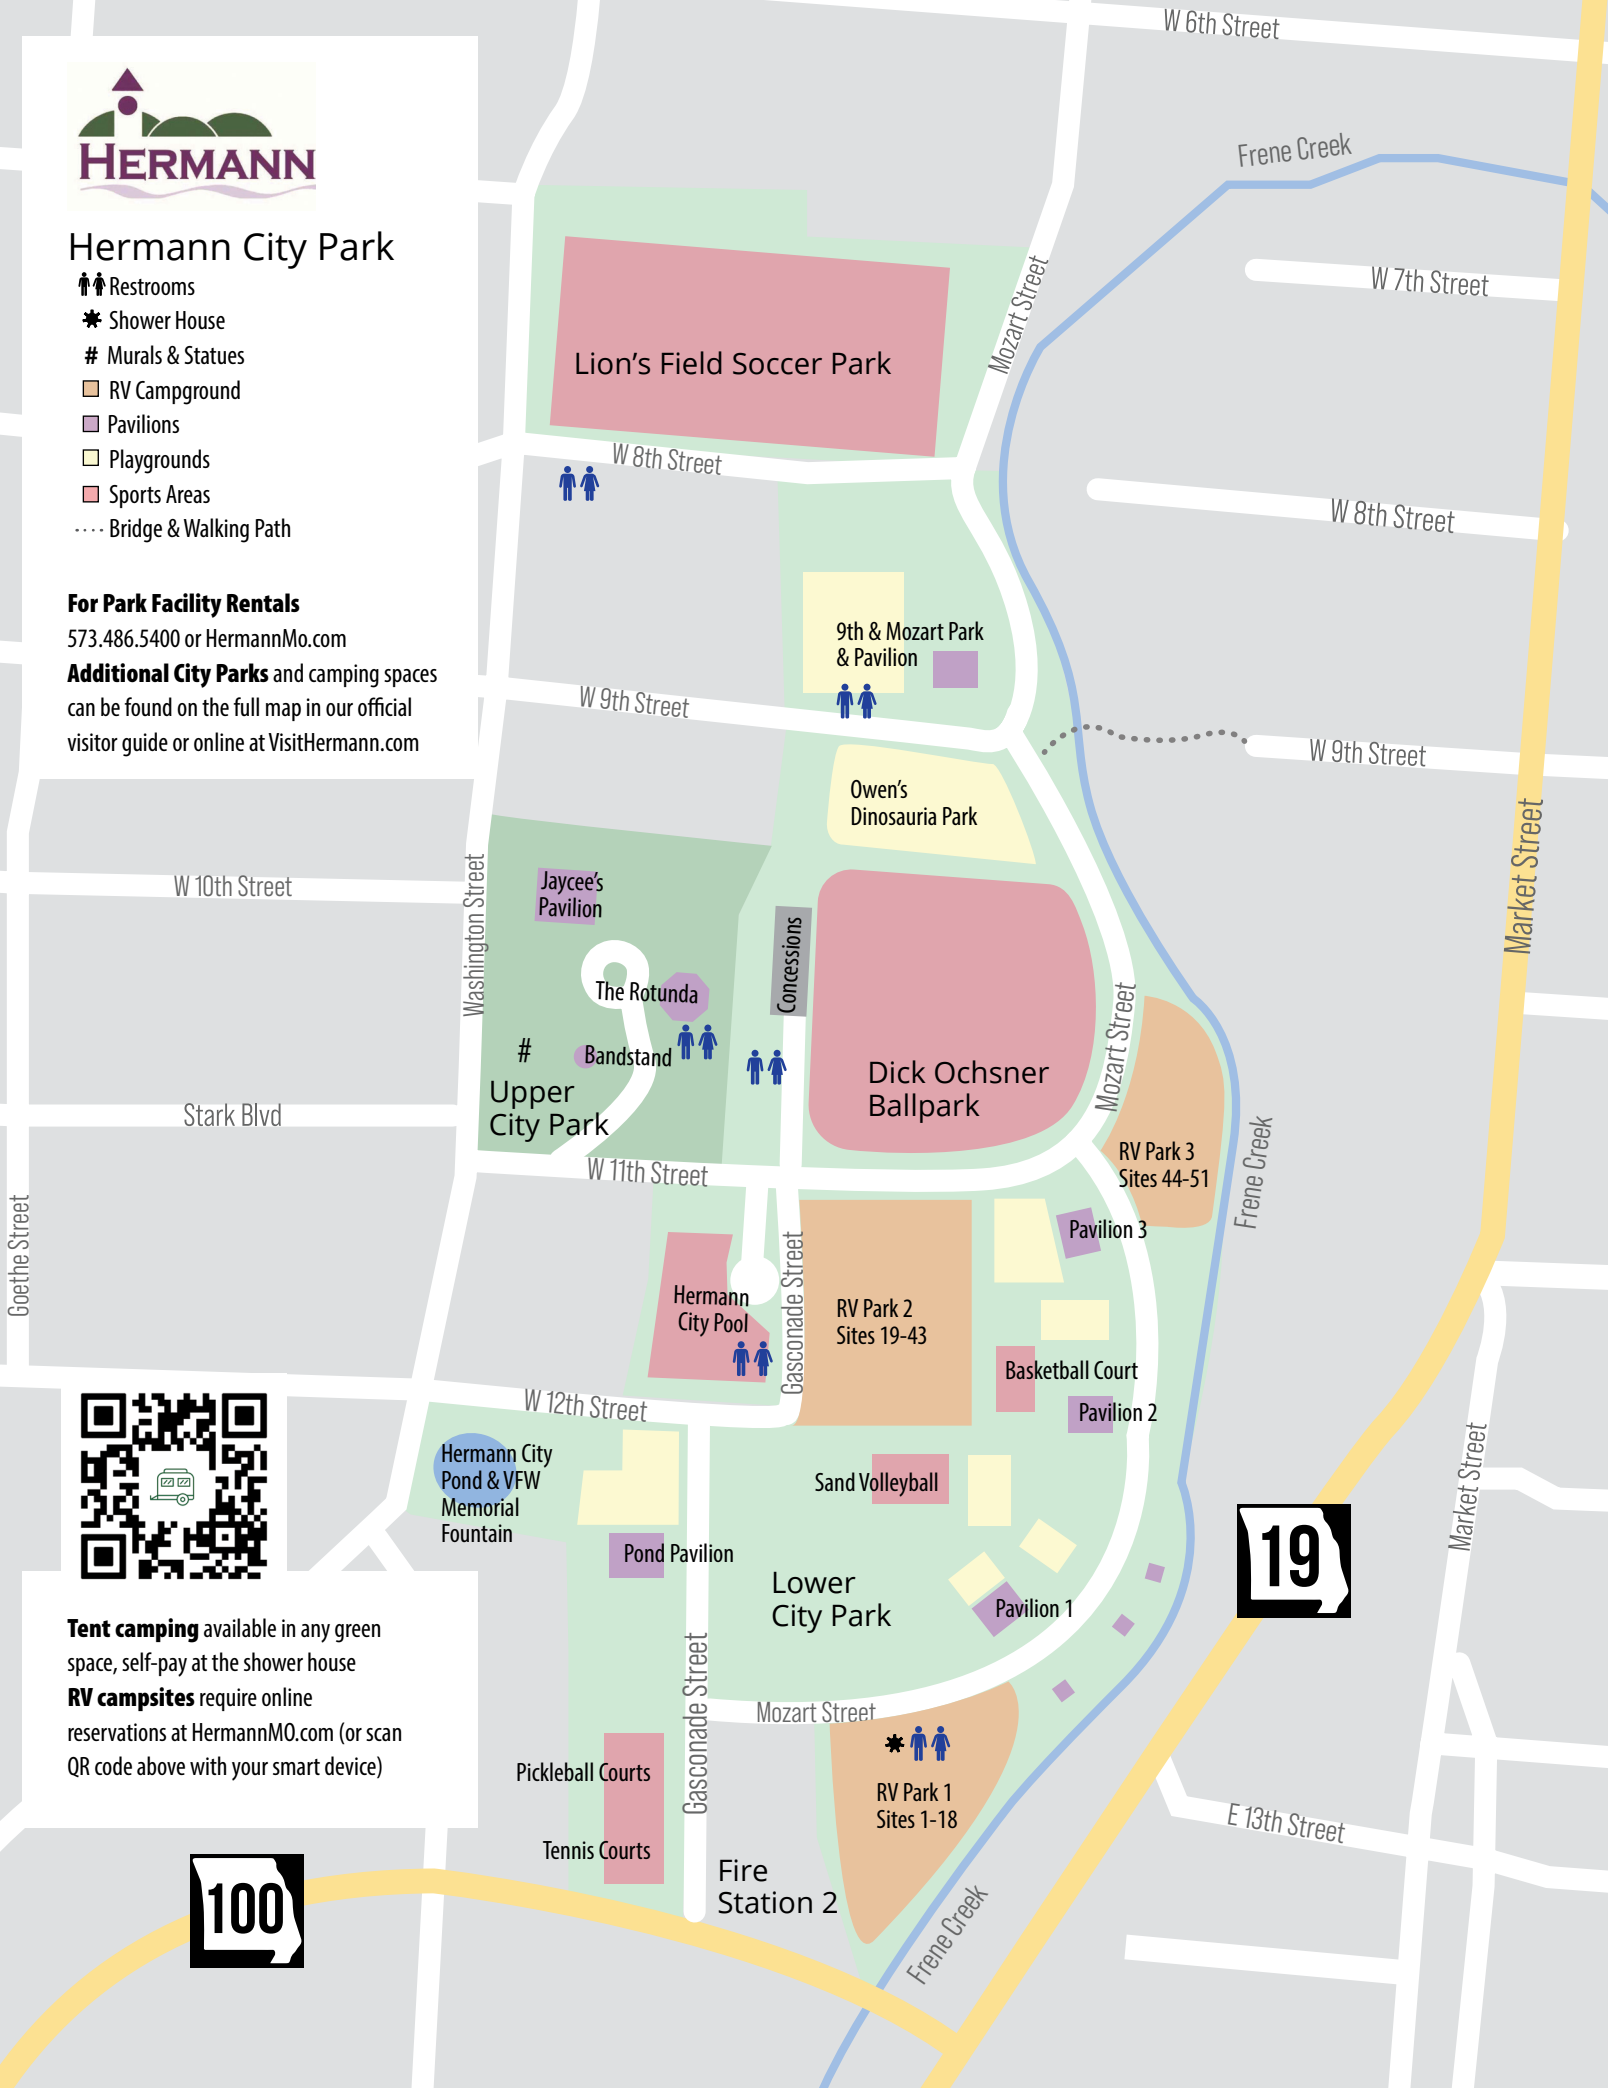 HERMANN
Hermann City Park
Restrooms
Shower House
# Murals & Statues
RV Campground
Pavilions
Playgrounds
Sports Areas
Bridge & Walking Path
For Park Facility Rentals
573.486.5400 or HermannMo.com
Additional City Parks and camping spaces
can be found on the full map in our official
visitor guide or online at VisitHermann.com
W 6th Street
Frene Creek
W 7th Street
Mozart Street
Lion's Field Soccer Park
W 8th Street
W 8th Street
9th & Mozart Park
& Pavilion
W 9th Street
W 9th Street
Owen's
Dinosauria Park
Market Street
W 10th Street
Washington Street
Jaycee's
Pavilion
Concessions
The Rotunda
#
Bandstand
Upper
City Park
Dick Ochsner
Ballpark
Mozart Street
Stark Blvd
W 11th Street
RV Park 3
Sites 44-51
Frene Creek
Goethe Street
Pavilion 3
Hermann
City Pool
Gasconade Street
RV Park 2
Sites 19-43
Basketball Court
Pavilion 2
W 12th Street
Hermann City
Pond & VFW
Memorial
Fountain
Sand Volleyball
Market Street
Pond Pavilion
19
Lower
City Park
Pavilion 1
Tent camping available in any green
space, self-pay at the shower house
RV campsites require online
reservations at HermannMO.com (or scan
QR code above with your smart device)
Gasconade Street
Mozart Street
Pickleball Courts
RV Park 1
Sites 1-18
E 13th Street
Tennis Courts
Fire
Station 2
100
Frene Creek